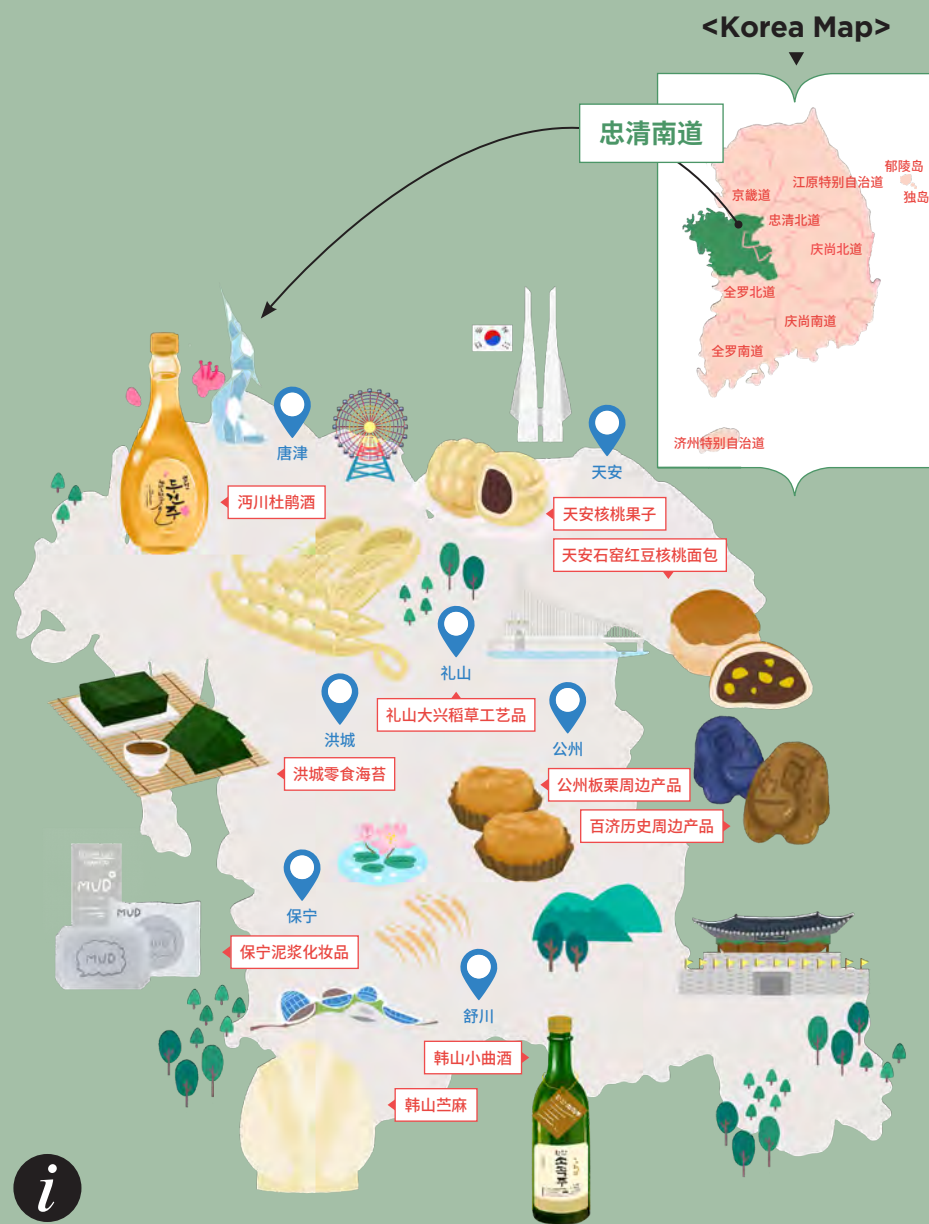 <Korea Map>
忠清南道
郁陵岛
江原特别自治道
京畿道
独岛
忠清北道
庆尚北道
全罗北道
庆尚南道
全罗南道
济州特别自治道
唐津
天安
沔川杜鹃酒
두견주
天安核桃果子
天安石窑红豆核桃面包
礼山
礼山大兴稻草工艺品
洪城
公州
洪城零食海苔
公州板栗周边产品
百济历史周边产品
MUD
MUD
MUD
保宁
保宁泥浆化妆品
舒川
韩山小曲酒
韩山苎麻
소곡주
i